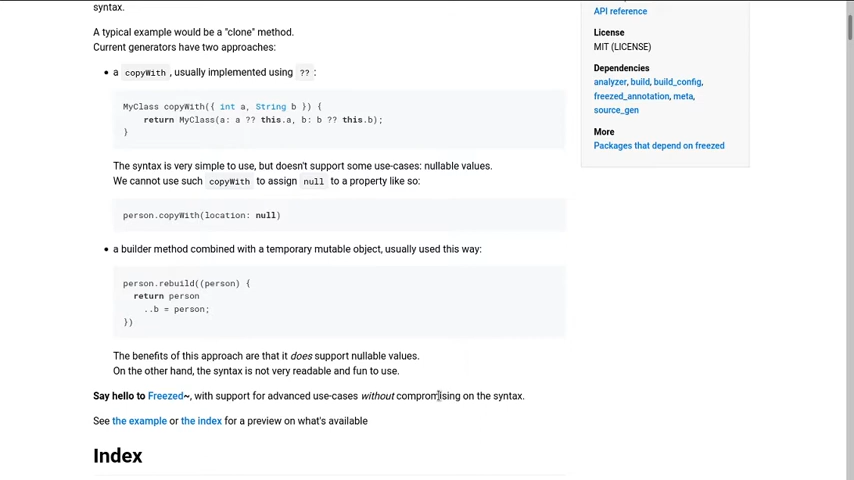 syntax.
A typical example would be a "clone" method.
Current generators have two approaches:
• a copyWith, usually implemented using ??:
MyClass copyWith({ int a, String b }) {
return MyClass(a: a ?? this.a, b: b ?? this.b);
}
The syntax is very simple to use, but doesn't support some use-cases: nullable values.
We cannot use such copyWith to assign null to a property like so:
person.copyWith(location: null)
• a builder method combined with a temporary mutable object, usually used this way:
person.rebuild((person) {
return person
..b = person;
})
The benefits of this approach are that it does support nullable values.
On the other hand, the syntax is not very readable and fun to use.
Say hello to Freezed~, with support for advanced use-cases without compromising on the syntax.
See the example or the index for a preview on what's available
Index
API reference
License
MIT (LICENSE)
Dependencies
analyzer, build, build_config,
freezed_annotation, meta,
source_gen
More
Packages that depend on freezed